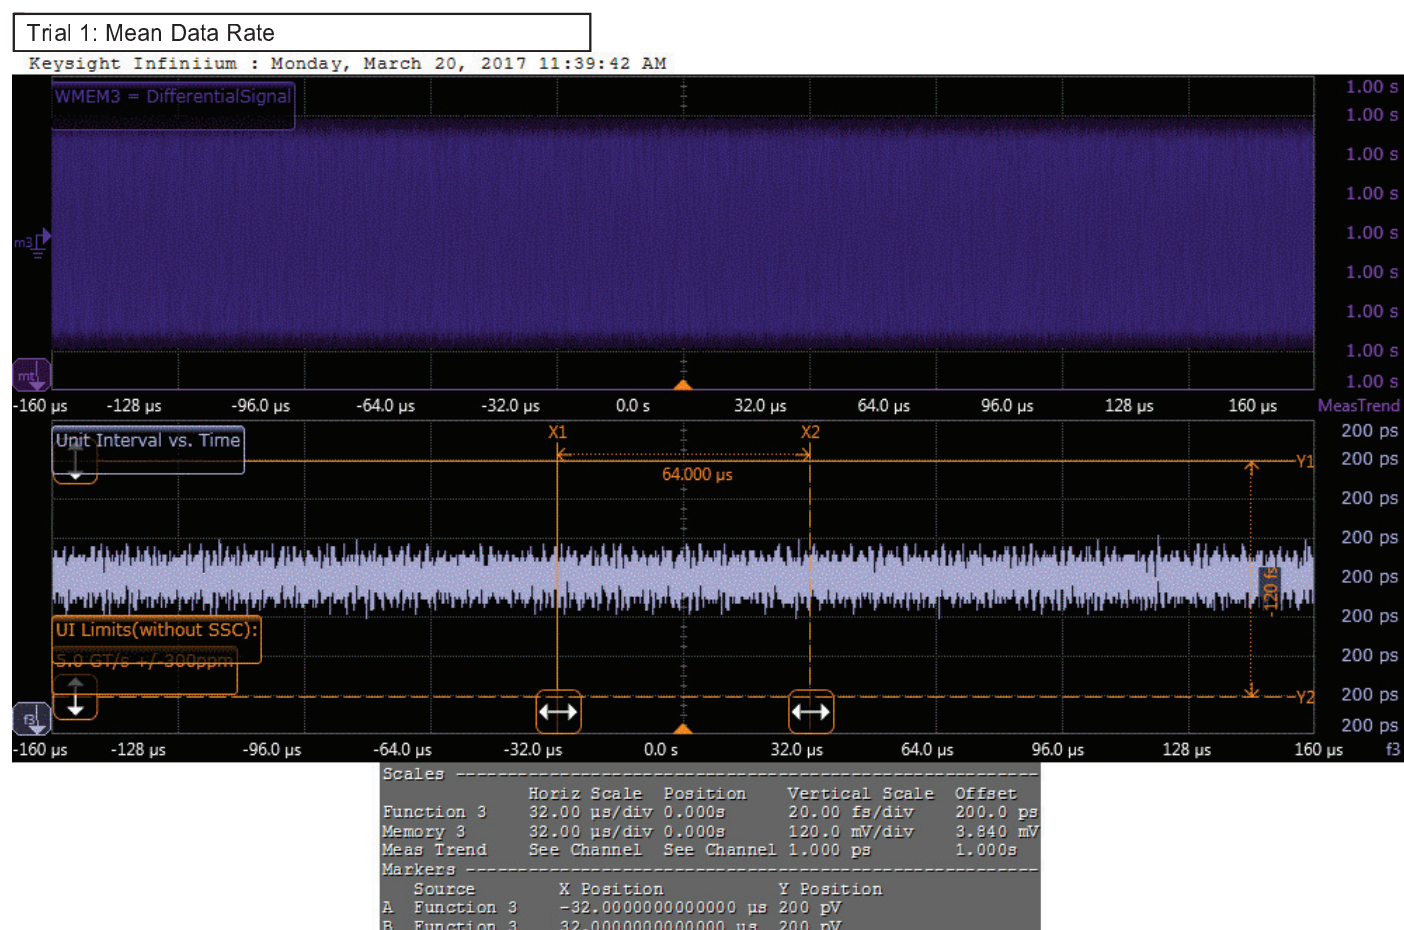 Trial 1: Mean Data Rate
Keysight Infiniium : Monday, March 20, 2017 11:39:42 AM
WMEM3 = DifferentialSignal
1.00 s
1.00 s
1.00 s
1.00 s
1.00 s
1.00 s
1.00 s
1.00 s
1.00 s
m3
mt
-160 µs -128 µs -96.0 µs -64.0 µs -32.0 µs 0.0 s 32.0 µs 64.0 µs 96.0 µs 128 µs 160 µs MeasTrend
Unit Interval vs. Time
X1 X2
64.000 µs
Y1
200 ps
200 ps
200 ps
200 ps
200 ps
200 ps
200 ps
200 ps
200 ps
-120 fs
UI Limits(without SSC):
5.0 GT/s +/-300ppm
Y2
f3
-160 µs -128 µs -96.0 µs -64.0 µs -32.0 µs 0.0 s 32.0 µs 64.0 µs 96.0 µs 128 µs 160 µs f3
Scales
Horiz Scale Position Vertical Scale Offset
Function 3 32.00 µs/div 0.000s 20.00 fs/div 200.0 ps
Memory 3 32.00 µs/div 0.000s 120.0 mV/div 3.840 mV
Meas Trend See Channel See Channel 1.000 ps 1.000s
Markers
Source X Position Y Position
A Function 3 -32.0000000000000 µs 200 pV
B Function 3 32.0000000000000 µs 200 pV